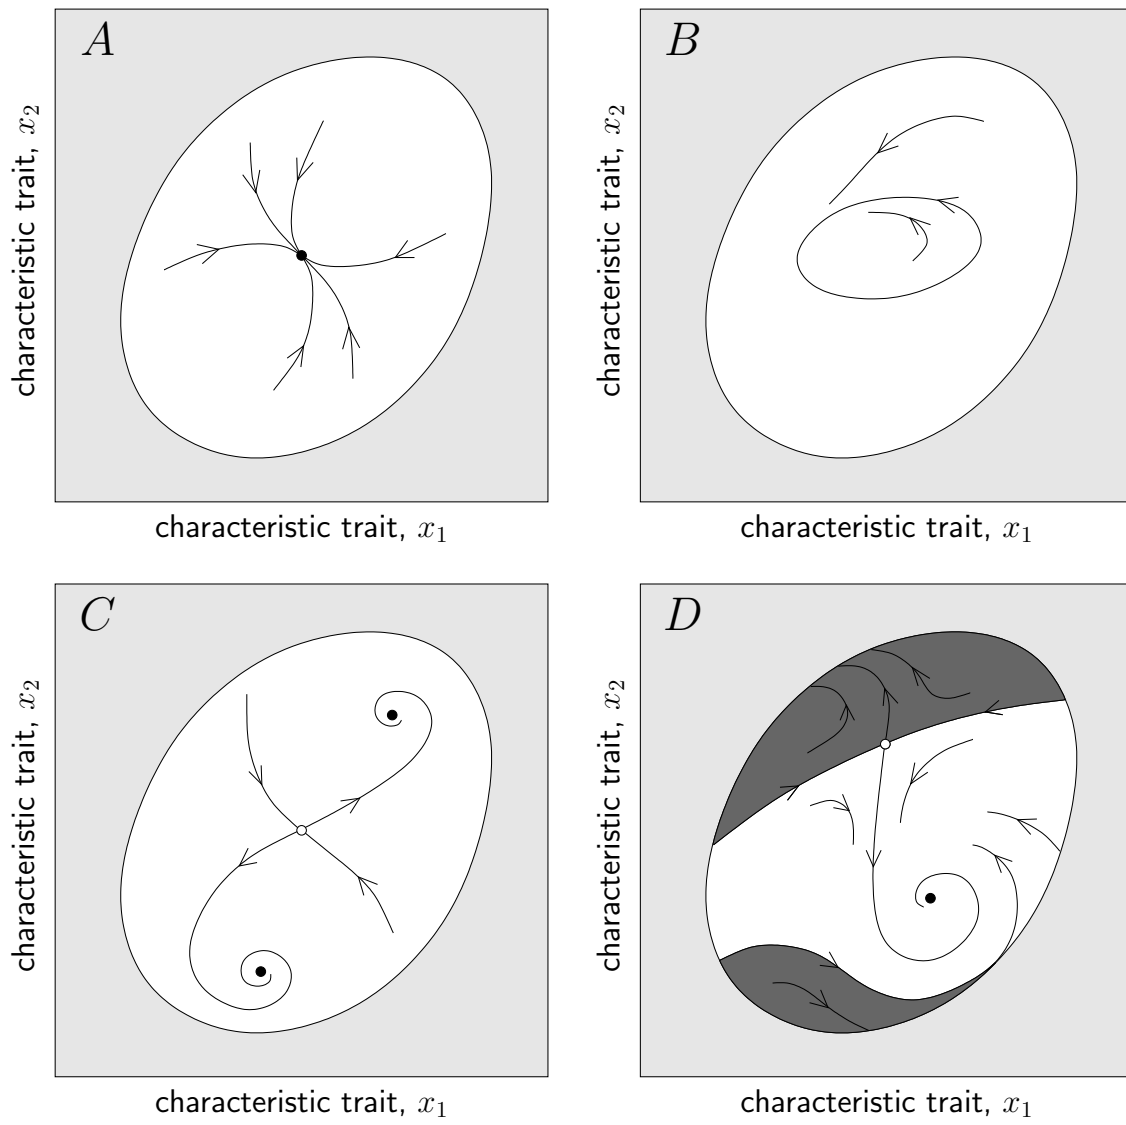 A
characteristic trait, x₂
characteristic trait, x₁
B
characteristic trait, x₂
characteristic trait, x₁
C
characteristic trait, x₂
characteristic trait, x₁
D
characteristic trait, x₂
characteristic trait, x₁